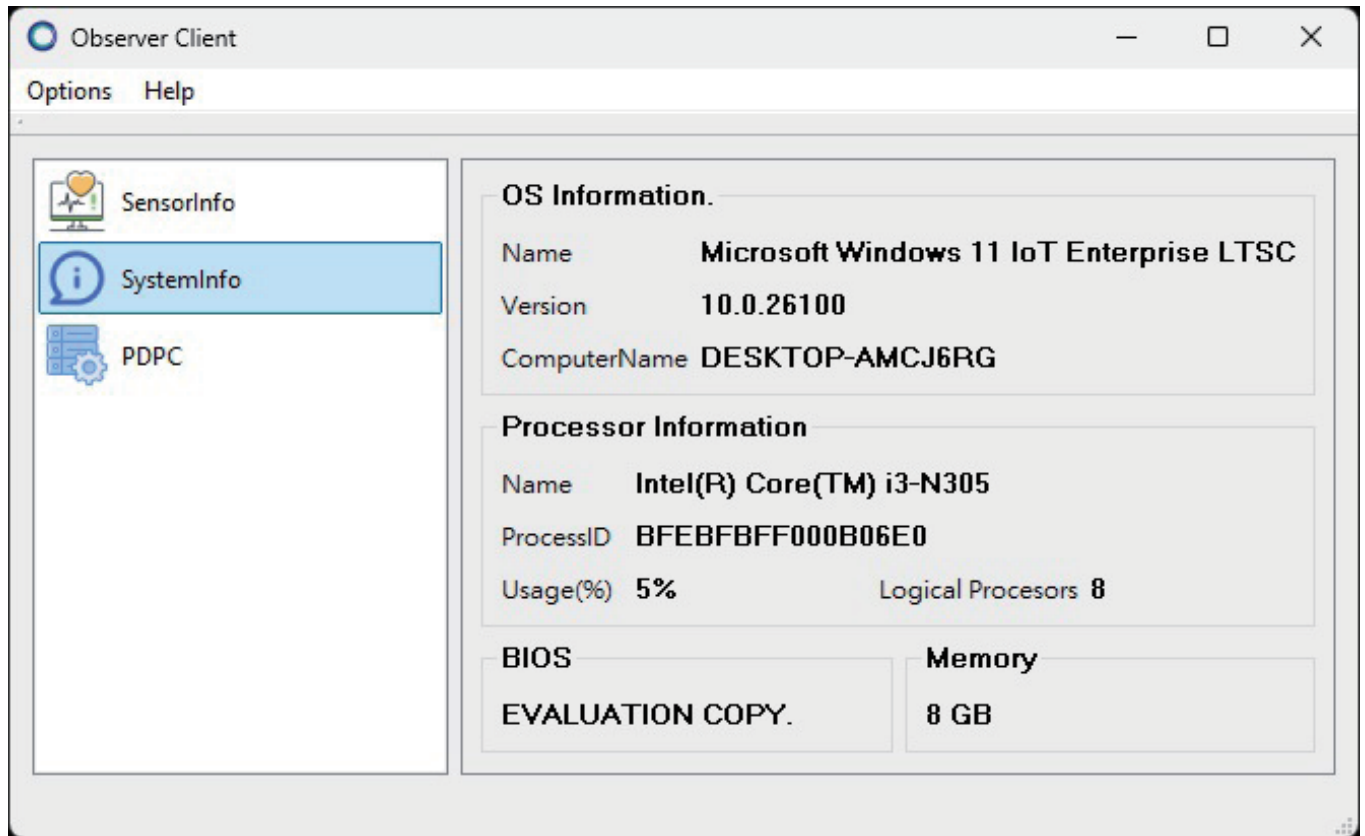 Observer Client
Options Help
SensorInfo
SystemInfo
PDPC
OS Information.
Name Microsoft Windows 11 IoT Enterprise LTSC
Version 10.0.26100
ComputerName DESKTOP-AMCJ6RG
Processor Information
Name Intel(R) Core(TM) i3-N305
ProcessID BFEBFBFF000B06E0
Usage(%) 5% Logical Procesors 8
BIOS
EVALUATION COPY.
Memory
8 GB